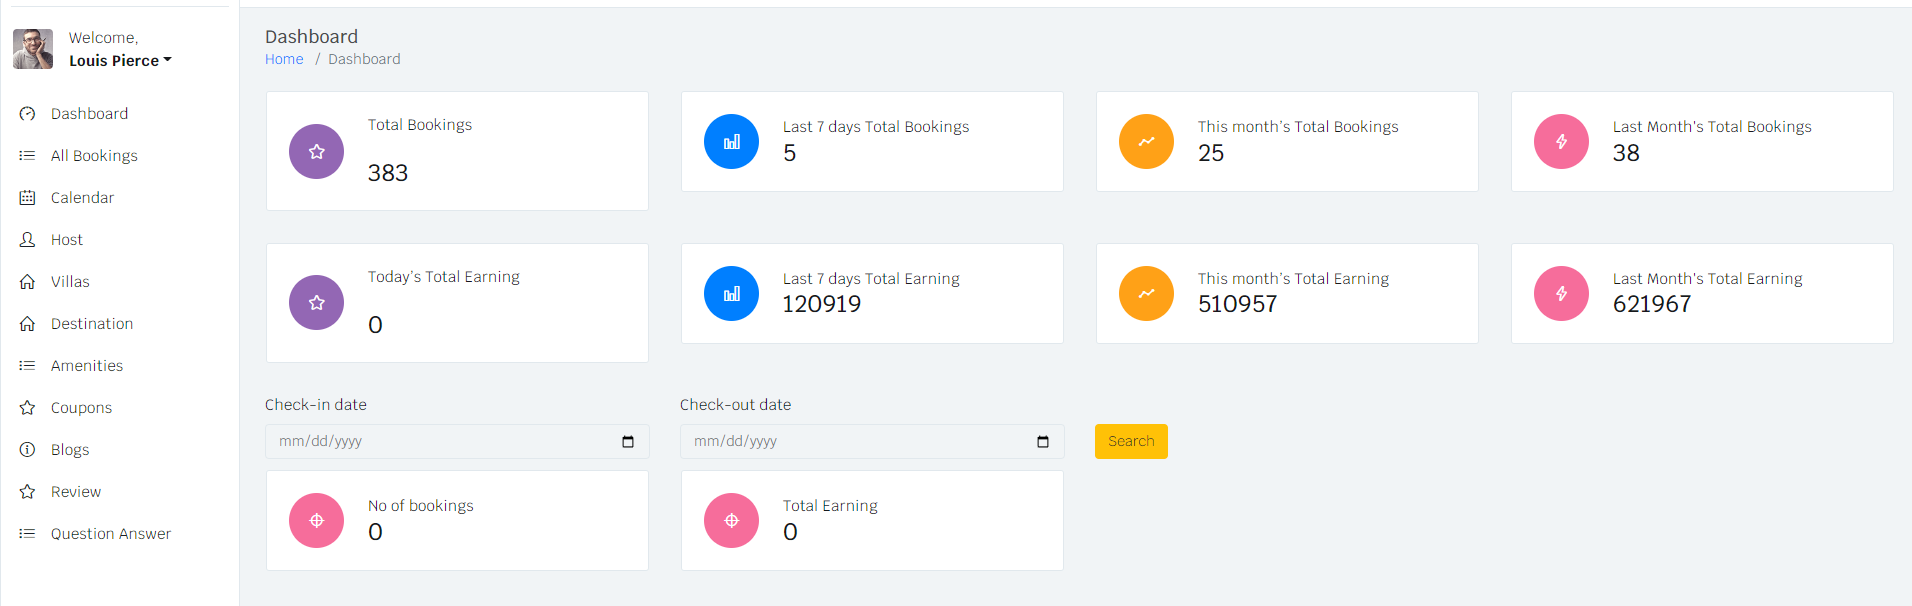 Welcome,
Louis Pierce
Dashboard
All Bookings
Calendar
Host
Villas
Destination
Amenities
Coupons
Blogs
Review
Question Answer
Dashboard
Home / Dashboard
Total Bookings
383
Last 7 days Total Bookings
5
This month’s Total Bookings
25
Last Month's Total Bookings
38
Today’s Total Earning
0
Last 7 days Total Earning
120919
This month’s Total Earning
510957
Last Month's Total Earning
621967
Check-in date
mm/dd/yyyy
Check-out date
mm/dd/yyyy
Search
No of bookings
0
Total Earning
0